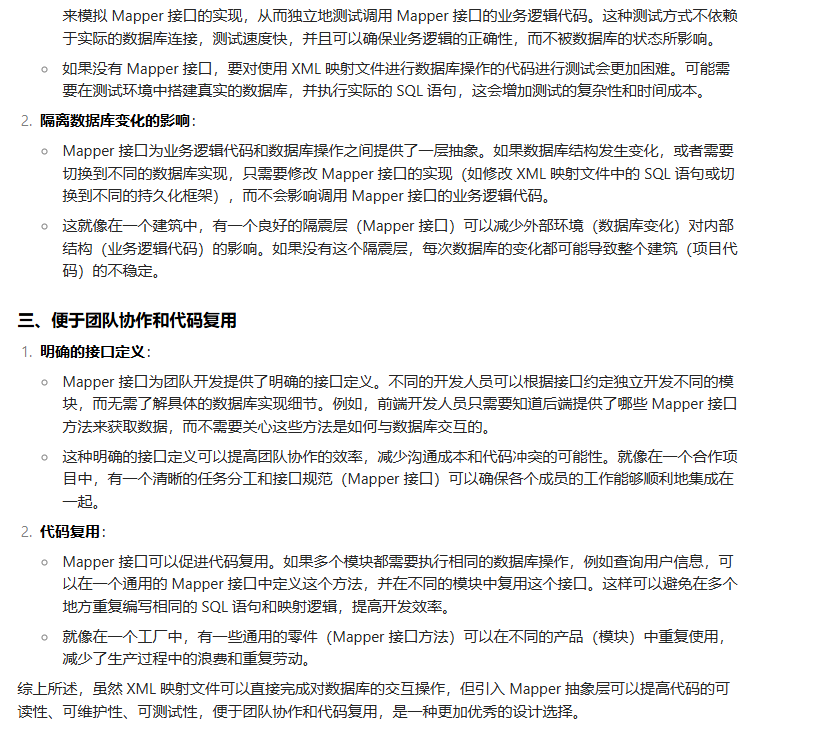 来模拟 Mapper 接口的实现，从而独立地测试调用 Mapper 接口的业务逻辑代码。这种测试方式不依赖
于实际的数据库连接，测试速度快，并且可以确保业务逻辑的正确性，而不被数据库的状态所影响。
如果没有 Mapper 接口，要对使用 XML 映射文件进行数据库操作的代码进行测试会更加困难。可能需
要在测试环境中搭建真实的数据库，并执行实际的 SQL 语句，这会增加测试的复杂性和时间成本。
2. 隔离数据库变化的影响：
Mapper 接口为业务逻辑代码和数据库操作之间提供了一层抽象。如果数据库结构发生变化，或者需要
切换到不同的数据库实现，只需要修改 Mapper 接口的实现（如修改 XML 映射文件中的 SQL 语句或切
换到不同的持久化框架），而不会影响调用 Mapper 接口的业务逻辑代码。
这就像在一个建筑中，有一个良好的隔震层（Mapper 接口）可以减少外部环境（数据库变化）对内部
结构（业务逻辑代码）的影响。如果没有这个隔震层，每次数据库的变化都可能导致整个建筑（项目代
码）的不稳定。
三、便于团队协作和代码复用
1. 明确的接口定义：
Mapper 接口为团队开发提供了明确的接口定义。不同的开发人员可以根据接口约定独立开发不同的模
块，而无需了解具体的数据库实现细节。例如，前端开发人员只需要知道后端提供了哪些 Mapper 接口
方法来获取数据，而不需要关心这些方法是如何与数据库交互的。
这种明确的接口定义可以提高团队协作的效率，减少沟通成本和代码冲突的可能性。就像在一个合作项
目中，有一个清晰的任务分工和接口规范（Mapper 接口）可以确保各个成员的工作能够顺利地集成在
一起。
2. 代码复用：
Mapper 接口可以促进代码复用。如果多个模块都需要执行相同的数据库操作，例如查询用户信息，可
以在一个通用的 Mapper 接口中定义这个方法，并在不同的模块中复用这个接口。这样可以避免在多个
地方重复编写相同的 SQL 语句和映射逻辑，提高开发效率。
就像在一个工厂中，有一些通用的零件（Mapper 接口方法）可以在不同的产品（模块）中重复使用，
减少了生产过程中的浪费和重复劳动。
综上所述，虽然 XML 映射文件可以直接完成对数据库的交互操作，但引入 Mapper 抽象层可以提高代码的可
读性、可维护性、可测试性，便于团队协作和代码复用，是一种更加优秀的设计选择。